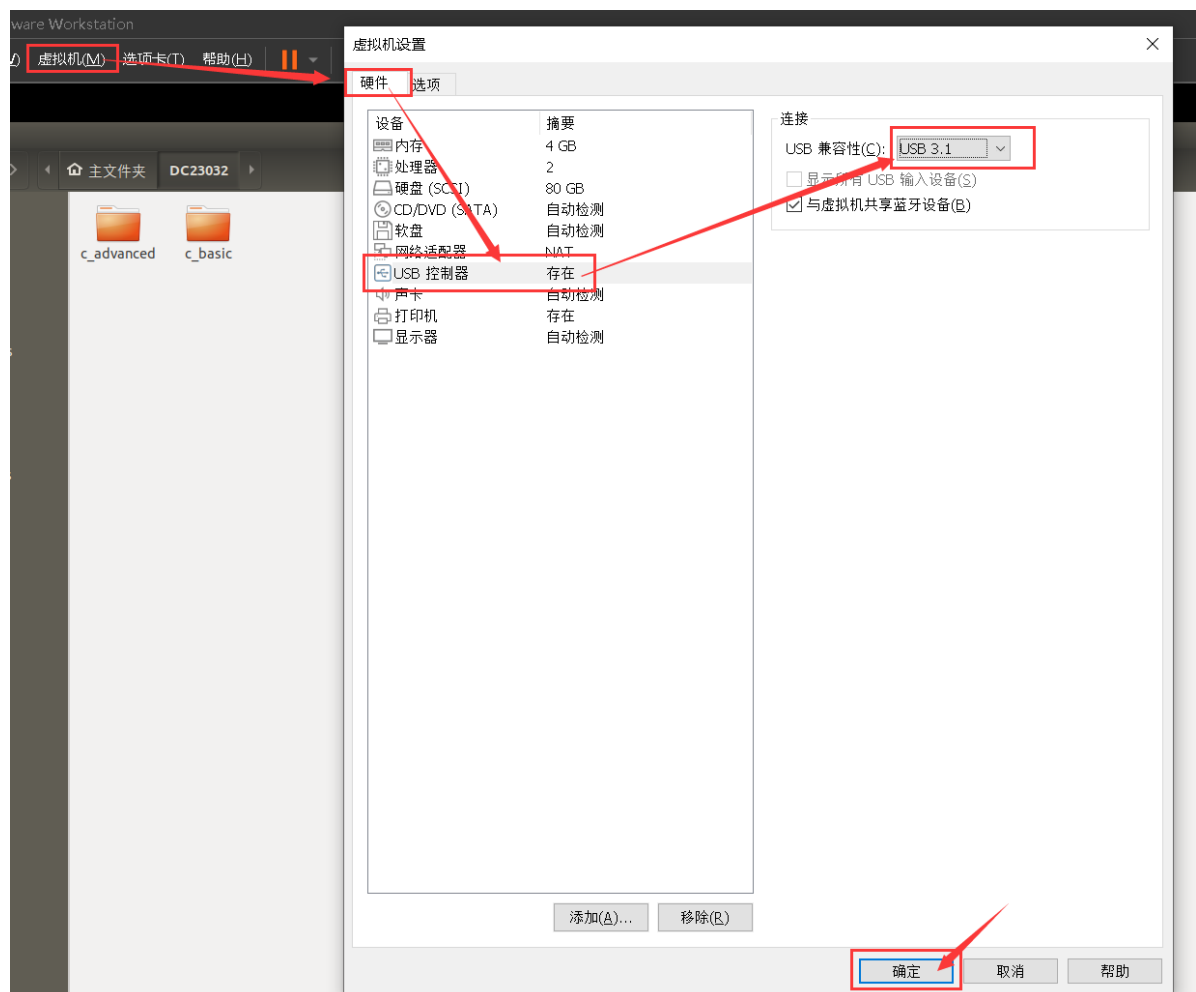 ware Workstation
虚拟机(M) 选项卡(T) 帮助(H)
主文件夹 DC23032
c_advanced c_basic
虚拟机设置
硬件 选项
设备 摘要
内存 4 GB
处理器 2
硬盘 (SCSI) 80 GB
CD/DVD (SATA) 自动检测
软盘 自动检测
网络适配器 NAT
USB 控制器 存在
声卡 自动检测
打印机 存在
显示器 自动检测
添加(A)... 移除(R)
连接
USB 兼容性(C): USB 3.1
显示所有 USB 输入设备(S)
与虚拟机共享蓝牙设备(B)
确定 取消 帮助